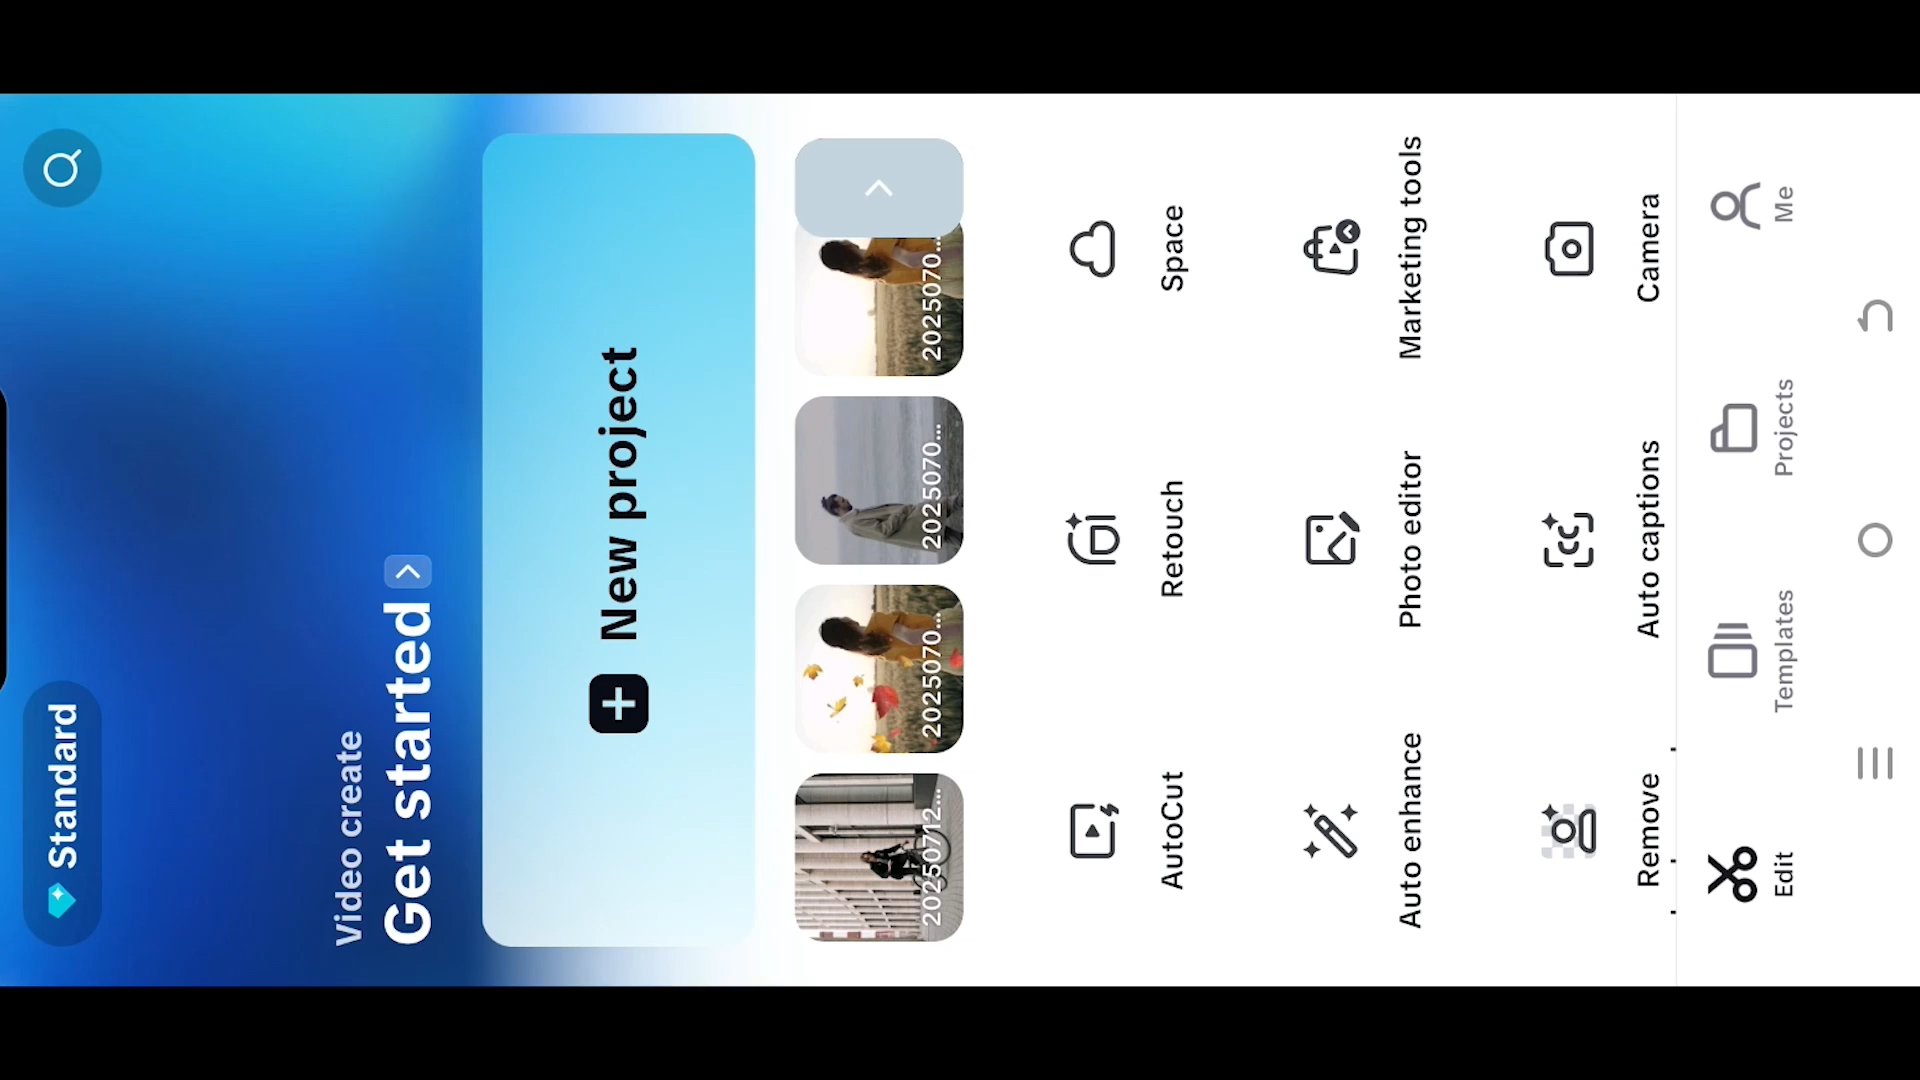 Standard
Video create
Get started
New project
20250712...
2025070...
2025070...
2025070...
AutoCut
Retouch
Space
Auto enhance
Photo editor
Marketing tools
Remove
Auto captions
Camera
Edit
Templates
Projects
Me